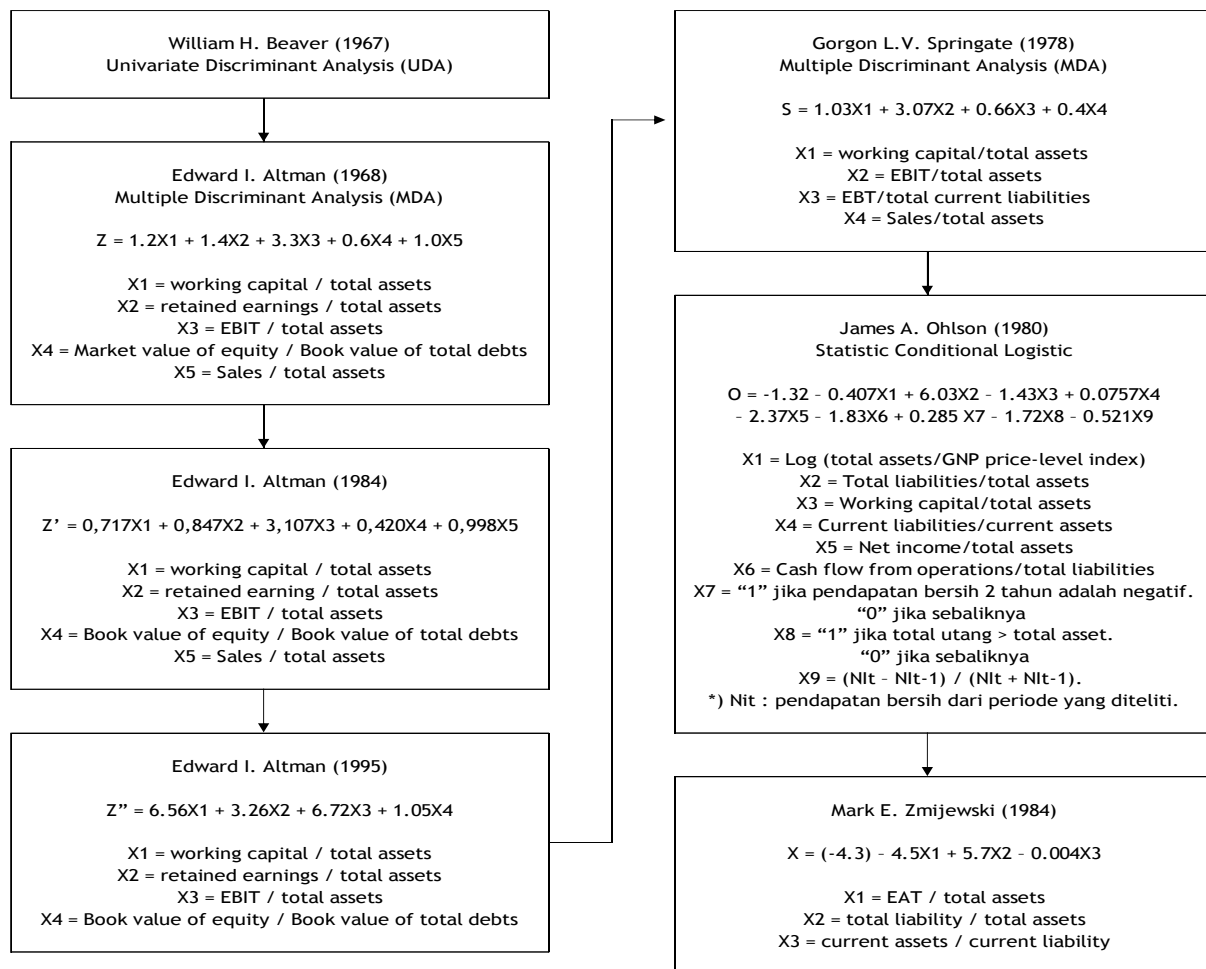 William H. Beaver (1967)
Univariate Discriminant Analysis (UDA)
Edward I. Altman (1968)
Multiple Discriminant Analysis (MDA)
Z = 1.2X1 + 1.4X2 + 3.3X3 + 0.6X4 + 1.0X5
X1 = working capital / total assets
X2 = retained earnings / total assets
X3 = EBIT / total assets
X4 = Market value of equity / Book value of total debts
X5 = Sales / total assets
Edward I. Altman (1984)
Z’ = 0,717X1 + 0,847X2 + 3,107X3 + 0,420X4 + 0,998X5
X1 = working capital / total assets
X2 = retained earning / total assets
X3 = EBIT / total assets
X4 = Book value of equity / Book value of total debts
X5 = Sales / total assets
Edward I. Altman (1995)
Z” = 6.56X1 + 3.26X2 + 6.72X3 + 1.05X4
X1 = working capital / total assets
X2 = retained earnings / total assets
X3 = EBIT / total assets
X4 = Book value of equity / Book value of total debts
Gorgon L.V. Springate (1978)
Multiple Discriminant Analysis (MDA)
S = 1.03X1 + 3.07X2 + 0.66X3 + 0.4X4
X1 = working capital/total assets
X2 = EBIT/total assets
X3 = EBT/total current liabilities
X4 = Sales/total assets
James A. Ohlson (1980)
Statistic Conditional Logistic
O = -1.32 – 0.407X1 + 6.03X2 – 1.43X3 + 0.0757X4
– 2.37X5 – 1.83X6 + 0.285 X7 – 1.72X8 – 0.521X9
X1 = Log (total assets/GNP price-level index)
X2 = Total liabilities/total assets
X3 = Working capital/total assets
X4 = Current liabilities/current assets
X5 = Net income/total assets
X6 = Cash flow from operations/total liabilities
X7 = “1” jika pendapatan bersih 2 tahun adalah negatif.
“0” jika sebaliknya
X8 = “1” jika total utang > total asset.
“0” jika sebaliknya
X9 = (NIt – NIt-1) / (NIt + NIt-1).
*) Nit : pendapatan bersih dari periode yang diteliti.
Mark E. Zmijewski (1984)
X = (-4.3) – 4.5X1 + 5.7X2 – 0.004X3
X1 = EAT / total assets
X2 = total liability / total assets
X3 = current assets / current liability